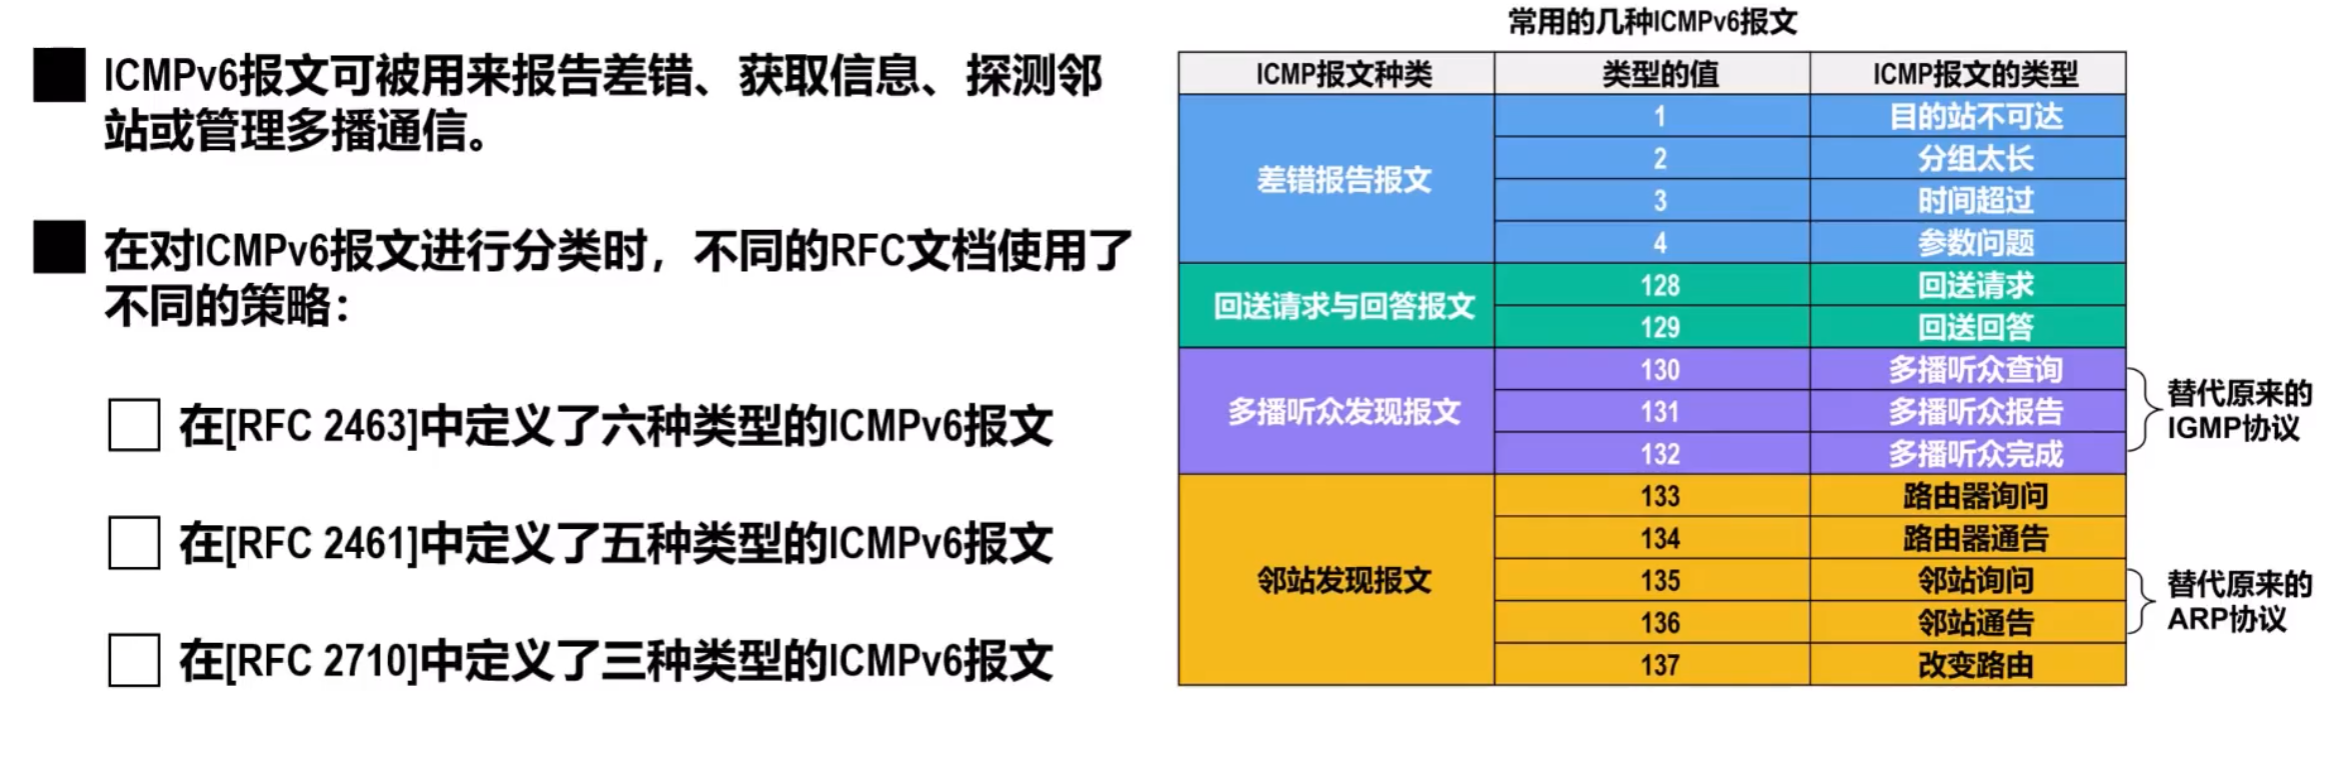 ICMPv6报文可被用来报告差错、获取信息、探测邻
站或管理多播通信。
在对ICMPv6报文进行分类时，不同的RFC文档使用了
不同的策略：
在[RFC 2463]中定义了六种类型的ICMPv6报文
在[RFC 2461]中定义了五种类型的ICMPv6报文
在[RFC 2710]中定义了三种类型的ICMPv6报文
常用的几种ICMPv6报文
ICMP报文种类 类型的值 ICMP报文的类型
差错报告报文
1 目的站不可达
2 分组太长
3 时间超过
4 参数问题
回送请求与回答报文
128 回送请求
129 回送回答
多播听众发现报文
130 多播听众查询
131 多播听众报告
132 多播听众完成
替代原来的
IGMP协议
邻站发现报文
133 路由器询问
134 路由器通告
135 邻站询问
136 邻站通告
137 改变路由
替代原来的
ARP协议